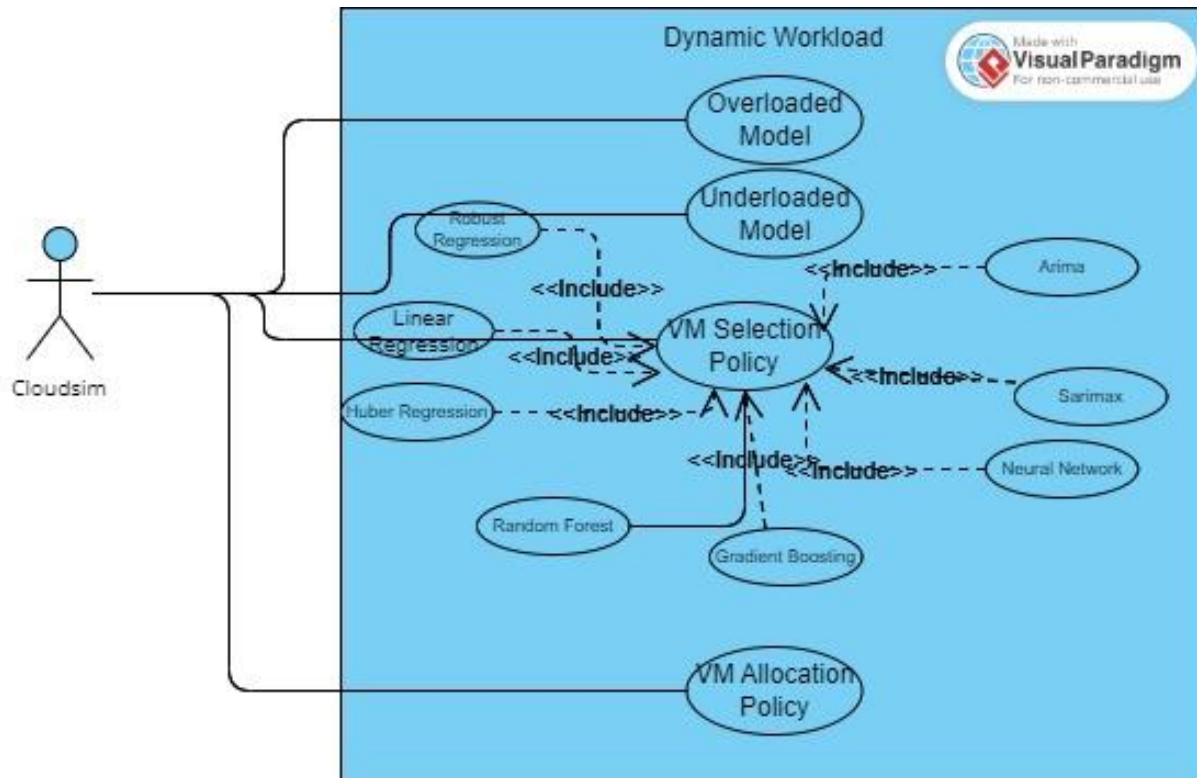 Dynamic Workload
Made with
VisualParadigm
For non-commercial use
Overloaded
Model
Underloaded
Model
Robust
Regression
<<Include>>
Arima
<<Include>>
Linear
Regression
<<Include>>
VM Selection
Policy
Cloudsim
<<Include>>
Sarimax
Huber Regression
<<Include>>
<<Include>>
<<Include>>
Neural Network
Random Forest
Gradient Boosting
VM Allocation
Policy